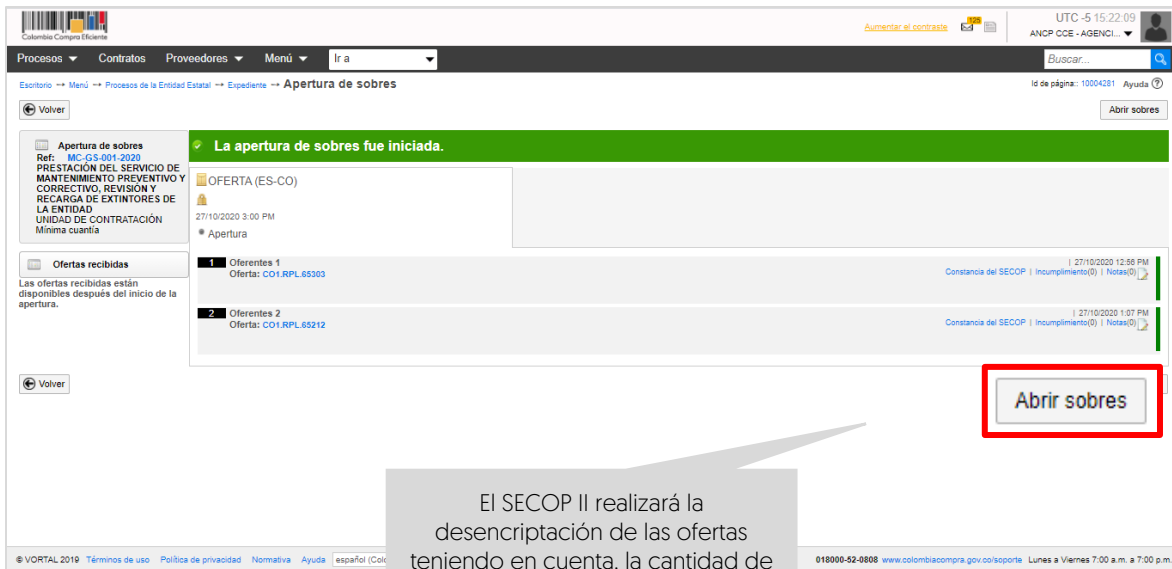 Colombia Compra Eficiente
Aumentar el contraste
125
UTC -5 15:22:09
ANCP CCE - AGENCI...
Procesos Contratos Proveedores Menú Ir a
Buscar...
Escritorio → Menú → Procesos de la Entidad Estatal → Expediente → Apertura de sobres
Id de página:: 10004281 Ayuda
Volver
Abrir sobres
Apertura de sobres
Ref: MC-GS-001-2020
PRESTACIÓN DEL SERVICIO DE
MANTENIMIENTO PREVENTIVO Y
CORRECTIVO, REVISIÓN Y
RECARGA DE EXTINTORES DE
LA ENTIDAD
UNIDAD DE CONTRATACIÓN
Mínima cuantía
Ofertas recibidas
Las ofertas recibidas están
disponibles después del inicio de la
apertura.
La apertura de sobres fue iniciada.
OFERTA (ES-CO)
27/10/2020 3:00 PM
Apertura
1 Oferentes 1
Oferta: CO1.RPL.65303
| 27/10/2020 12:56 PM
Constancia del SECOP | Incumplimiento(0) | Notas(0)
2 Oferentes 2
Oferta: CO1.RPL.65212
| 27/10/2020 1:07 PM
Constancia del SECOP | Incumplimiento(0) | Notas(0)
Volver
Abrir sobres
El SECOP II realizará la
desencriptación de las ofertas
teniendo en cuenta, la cantidad de
© VORTAL 2019 Términos de uso Política de privacidad Normativa Ayuda español (Col
018000-52-0808 www.colombiacompra.gov.co/soporte Lunes a Viernes 7:00 a.m. a 7:00 p.m.